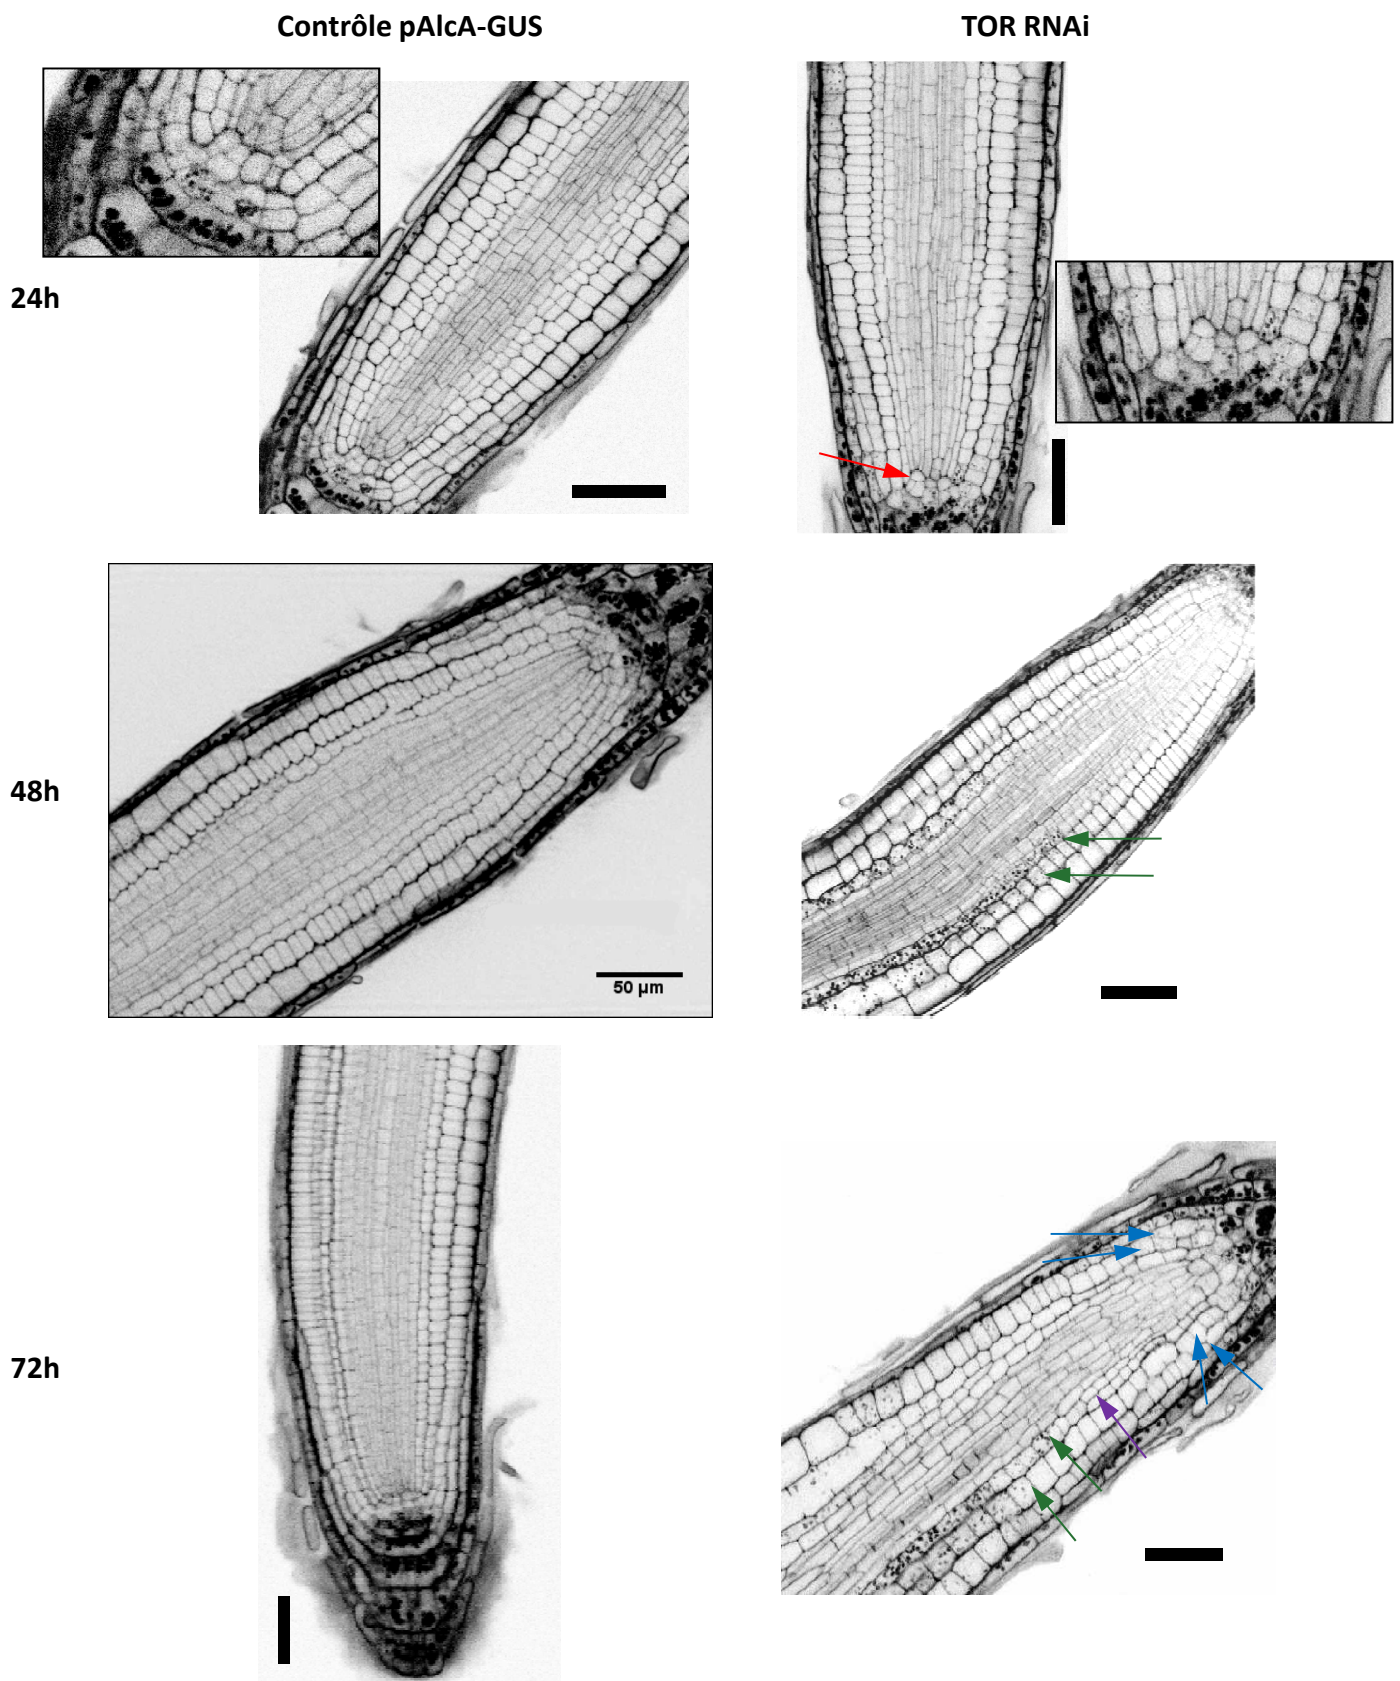 Contrôle pAlcA-GUS
TOR RNAi
24h
48h
50 µm
72h